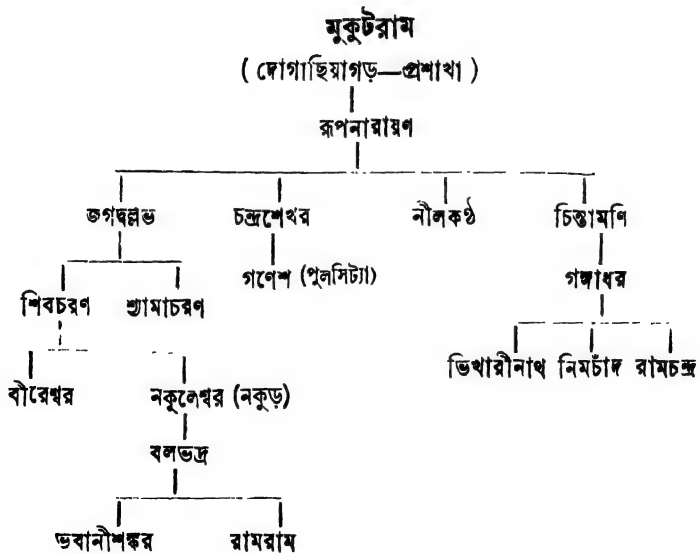 মুকুটরাম
( দোগাছিয়াগড়—প্রশাখা )
রূপনারায়ণ
জগদ্বল্লভ চন্দ্রশেখর নীলকণ্ঠ চিন্তামণি
গণেশ (পুলসিট্যা) গঙ্গাধর
শিবচরণ শ্যামাচরণ
ভিখারীনাথ নিমচাঁদ রামচন্দ্র
বীরেশ্বর নকুলেশ্বর (নকুড়)
বলভদ্র
ভবানীশঙ্কর রামরাম